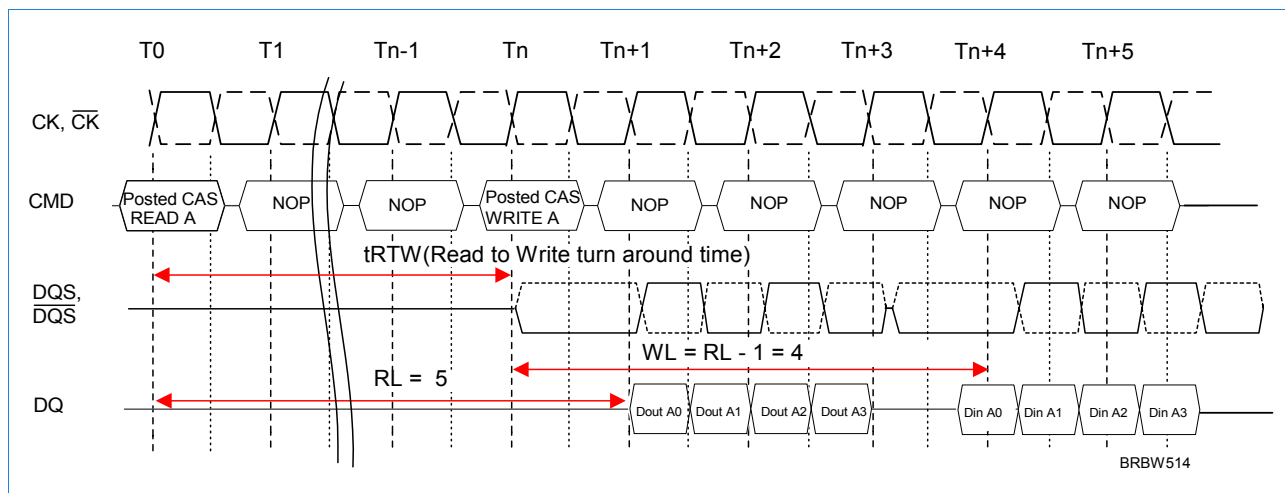 T0 T1 Tn-1 Tn Tn+1 Tn+2 Tn+3 Tn+4 Tn+5
CK, CK
CMD
Posted CAS
READ A
NOP
NOP
Posted CAS
WRITE A
NOP
NOP
NOP
NOP
NOP
tRTW(Read to Write turn around time)
DQS,
DQS
WL = RL - 1 = 4
RL = 5
DQ
Dout A0 Dout A1 Dout A2 Dout A3 Din A0 Din A1 Din A2 Din A3
BRBW514